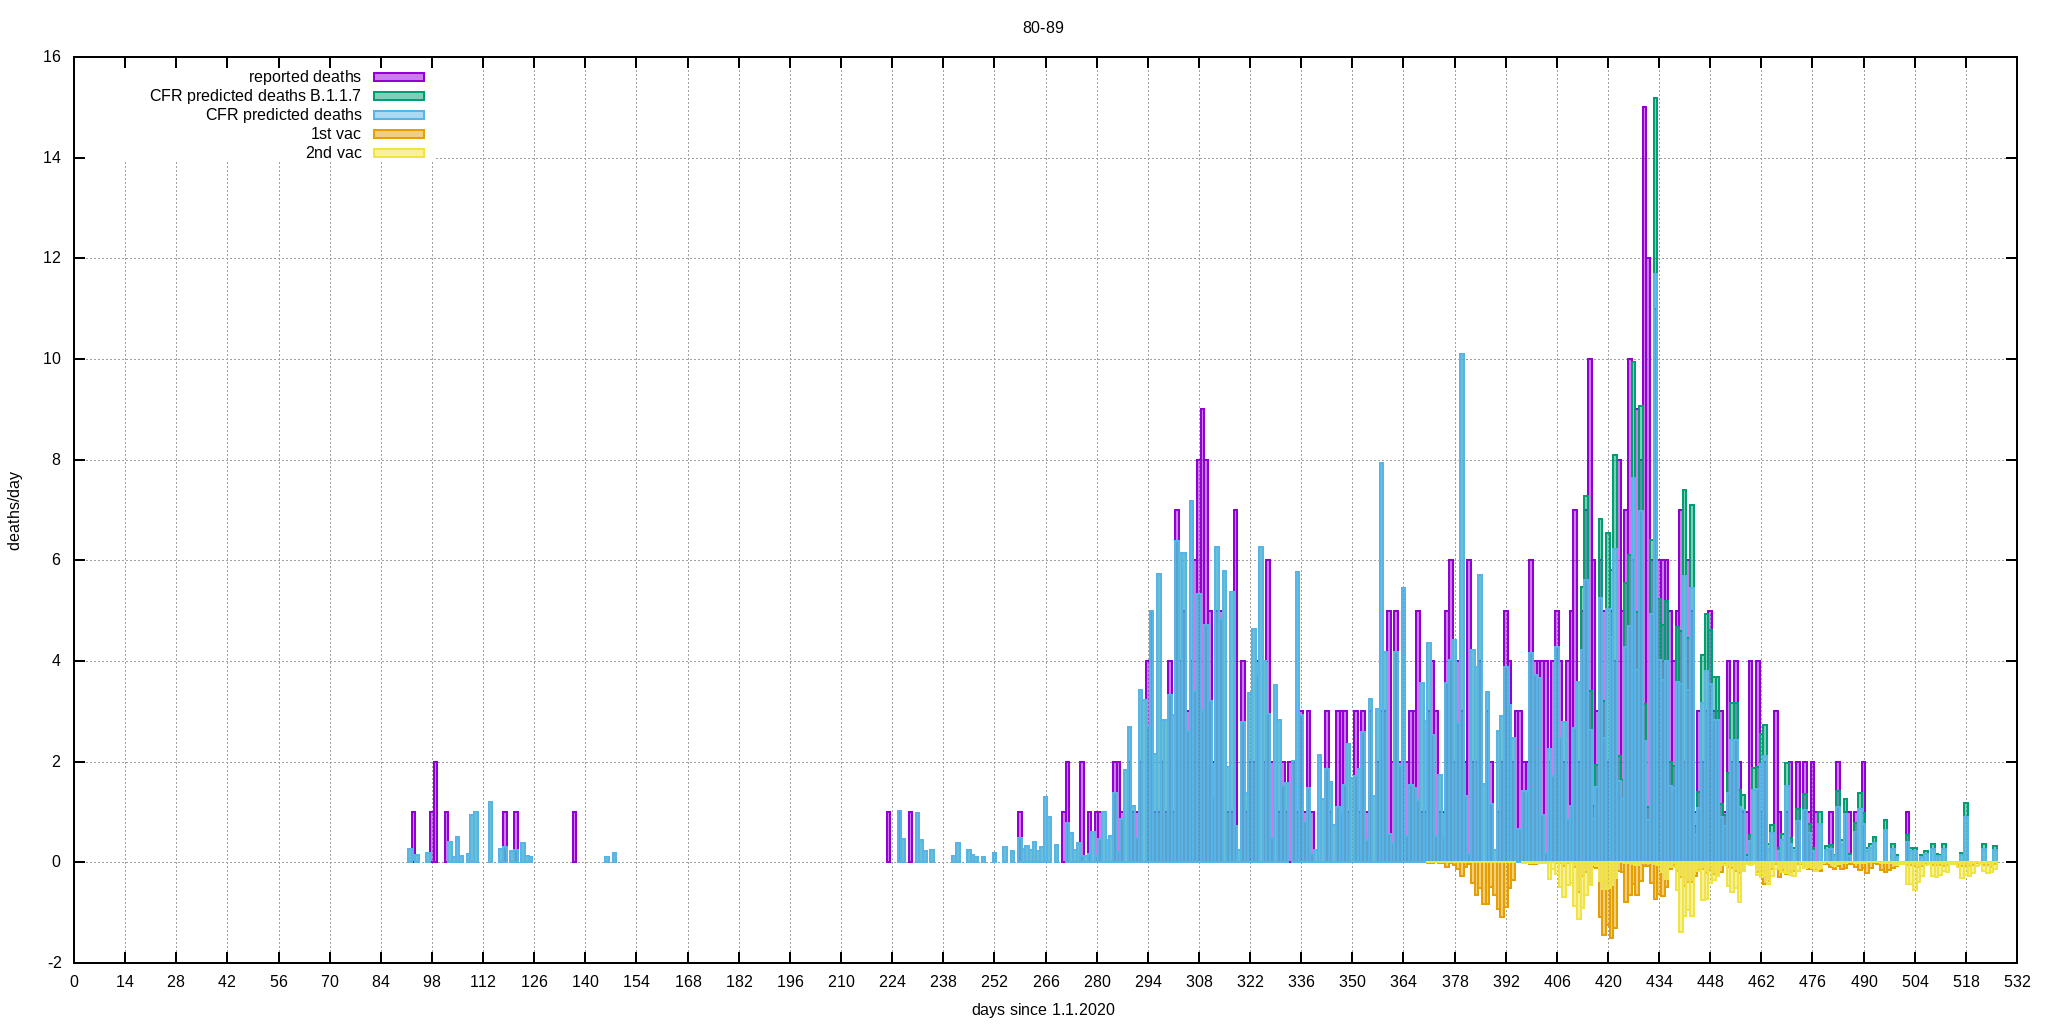 80-89
reported deaths
CFR predicted deaths B.1.1.7
CFR predicted deaths
1st vac
2nd vac
16
14
12
10
8
6
4
2
0
-2
deaths/day
0 14 28 42 56 70 84 98 112 126 140 154 168 182 196 210 224 238 252 266 280 294 308 322 336 350 364 378 392 406 420 434 448 462 476 490 504 518 532
days since 1.1.2020